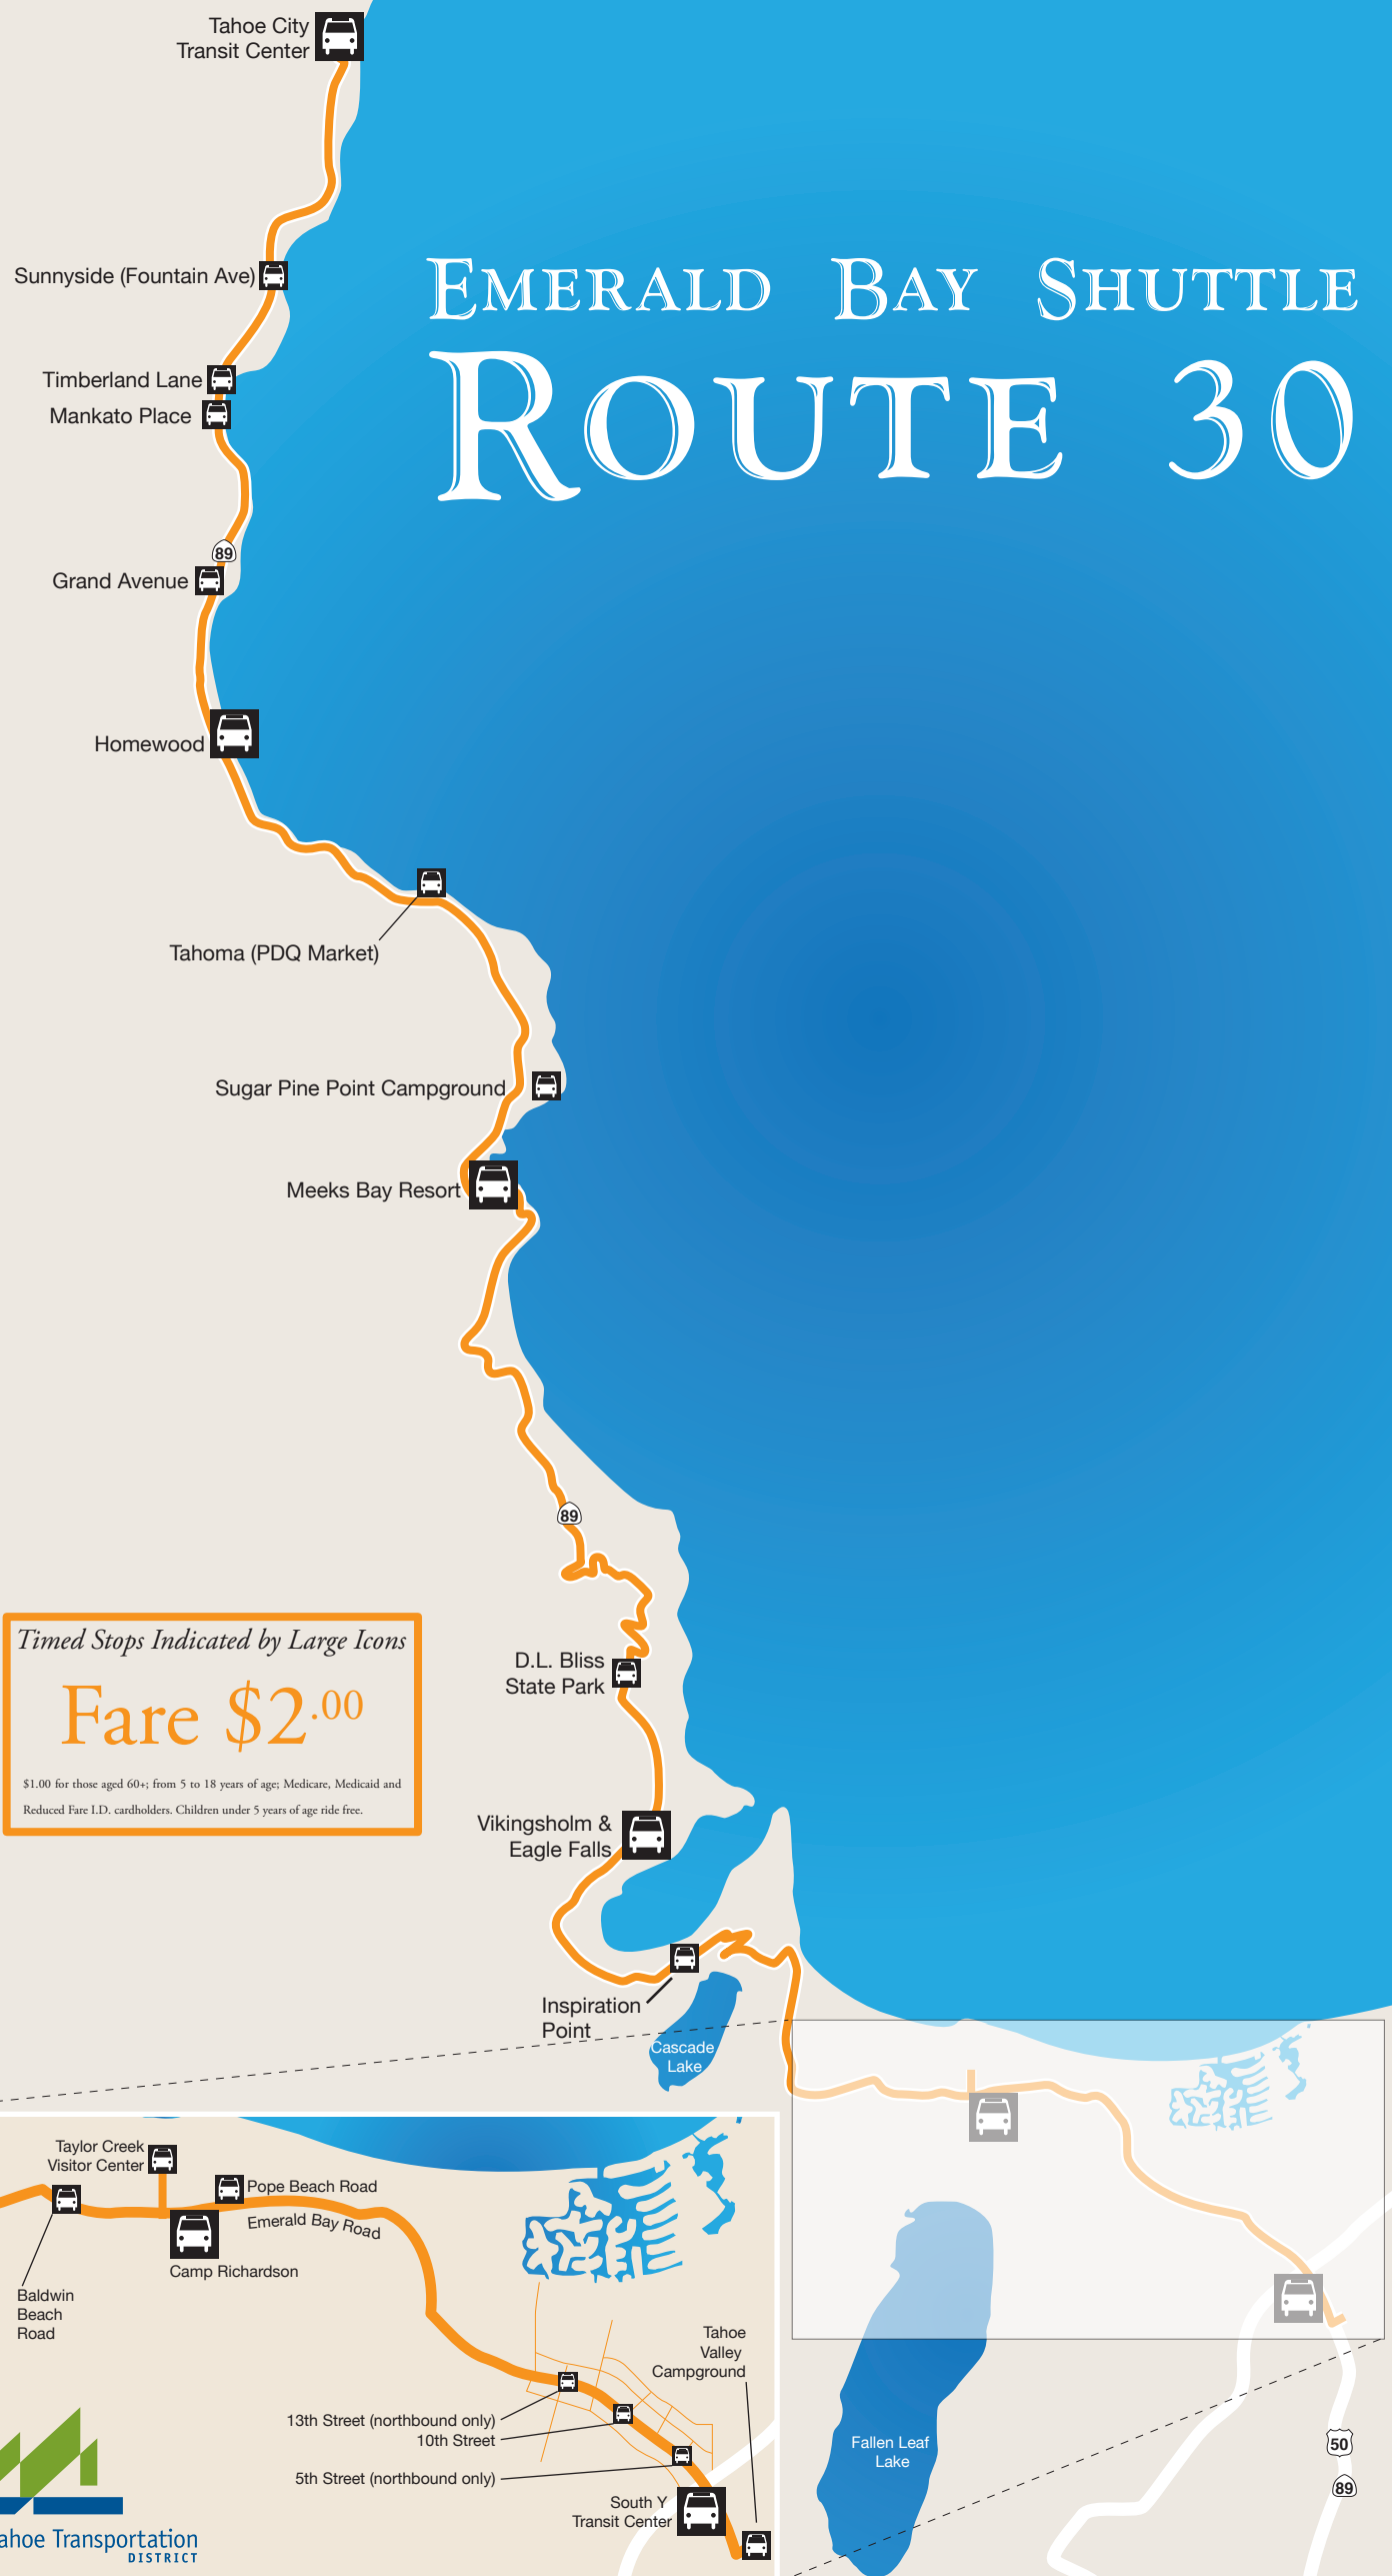 Tahoe City
Transit Center
Sunnyside (Fountain Ave)
EMERALD BAY SHUTTLE
ROUTE 30
Timberland Lane
Mankato Place
89
Grand Avenue
Homewood
Tahoma (PDQ Market)
Sugar Pine Point Campground
Meeks Bay Resort
89
Timed Stops Indicated by Large Icons
Fare $2.00
$1.00 for those aged 60+; from 5 to 18 years of age; Medicare, Medicaid and
Reduced Fare I.D. cardholders. Children under 5 years of age ride free.
D.L. Bliss
State Park
Vikingsholm &
Eagle Falls
Inspiration
Point
Cascade
Lake
Taylor Creek
Visitor Center
Pope Beach Road
Emerald Bay Road
Camp Richardson
Baldwin
Beach
Road
Tahoe
Valley
Campground
13th Street (northbound only)
10th Street
5th Street (northbound only)
South Y
Transit Center
Fallen Leaf
Lake
50
89
ahoe Transportation
DISTRICT